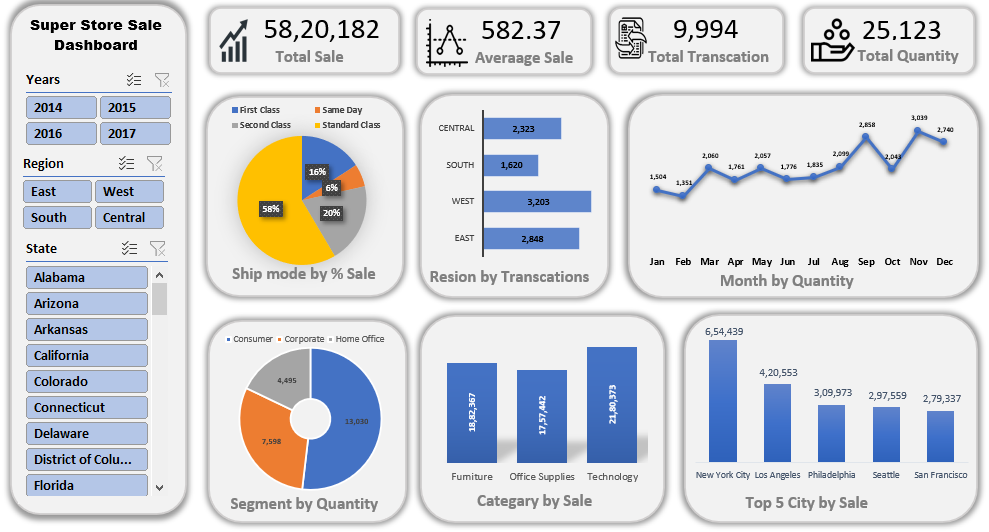 Super Store Sale
Dashboard
Years
2014
2015
2016
2017
Region
East
West
South
Central
State
Alabama
Arizona
Arkansas
California
Colorado
Connecticut
Delaware
District of Colu...
Florida
58,20,182
Total Sale
582.37
Averaage Sale
9,994
Total Transcation
25,123
Total Quantity
First Class
Same Day
Second Class
Standard Class
16%
6%
20%
58%
Ship mode by % Sale
CENTRAL
2,323
SOUTH
1,620
WEST
3,203
EAST
2,848
Resion by Transcations
1,504
1,351
2,060
1,761
2,057
1,776
1,835
2,099
2,858
2,043
3,039
2,740
Jan Feb Mar Apr May Jun Jul Aug Sep Oct Nov Dec
Month by Quantity
Consumer Corporate Home Office
4,495
13,030
7,598
Segment by Quantity
18,82,367
17,57,442
21,80,373
Furniture Office Supplies Technology
Categary by Sale
6,54,439
4,20,553
3,09,973
2,97,559
2,79,337
New York City Los Angeles Philadelphia Seattle San Francisco
Top 5 City by Sale